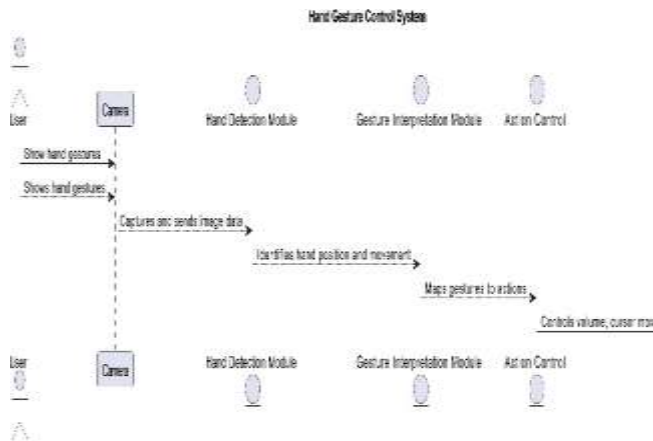 Hand Gesture Control System
User
Camera
Hand Detection Module
Gesture Interpretation Module
Action Control
Show hand gestures
Shows hand gestures
Captures and sends image data
Identifies hand position and movement
Maps gestures to actions
Controls volume, cursor mov
User
Camera
Hand Detection Module
Gesture Interpretation Module
Action Control